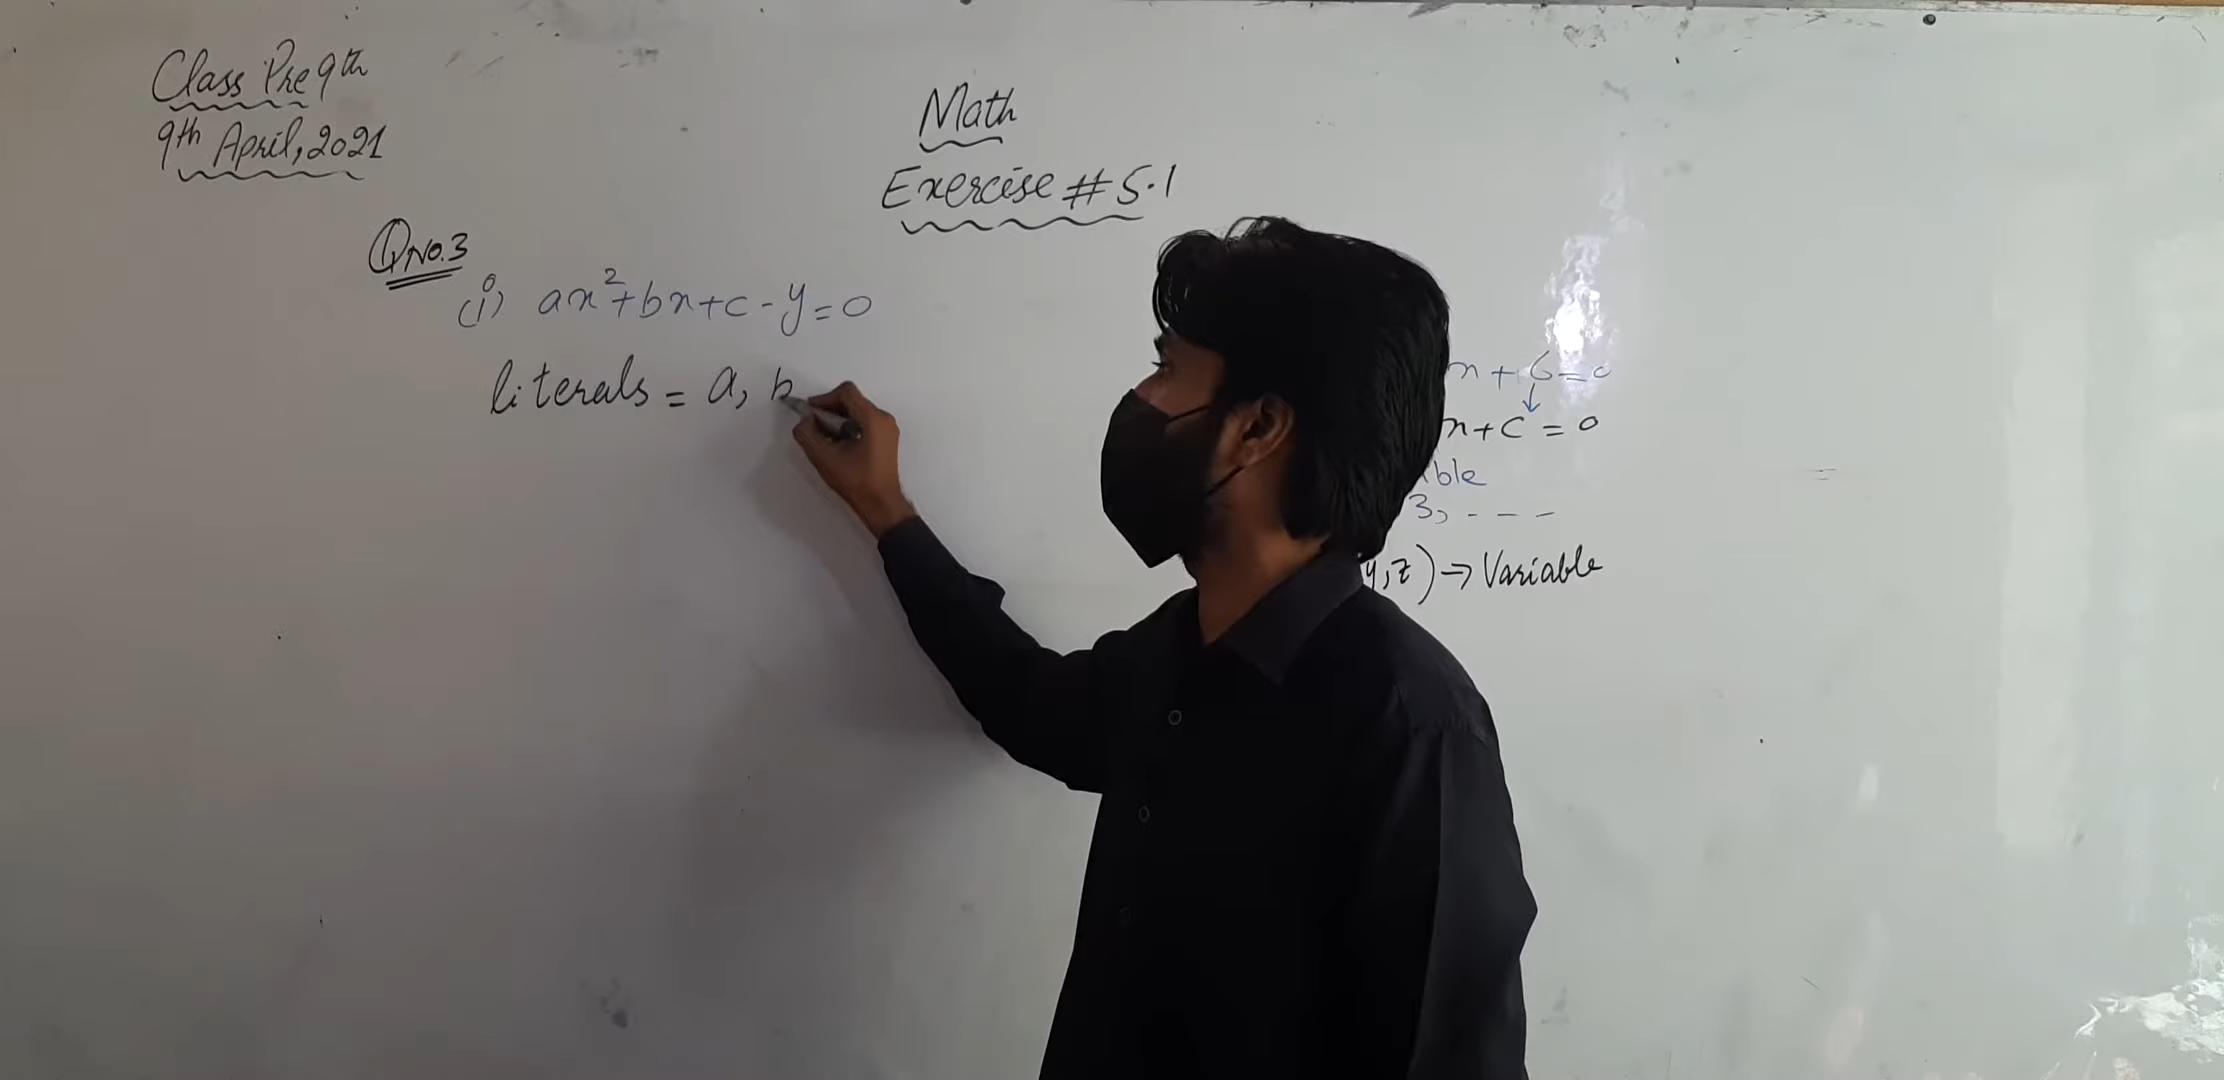 Class Pre 9th
9th April, 2021
Math
Exercise # 5.1
Q No. 3
(i) ax²+bx+c-y=0
literals = a, b
x + 6 = 0
x + c = 0
3, - - -
y, z) → Variable